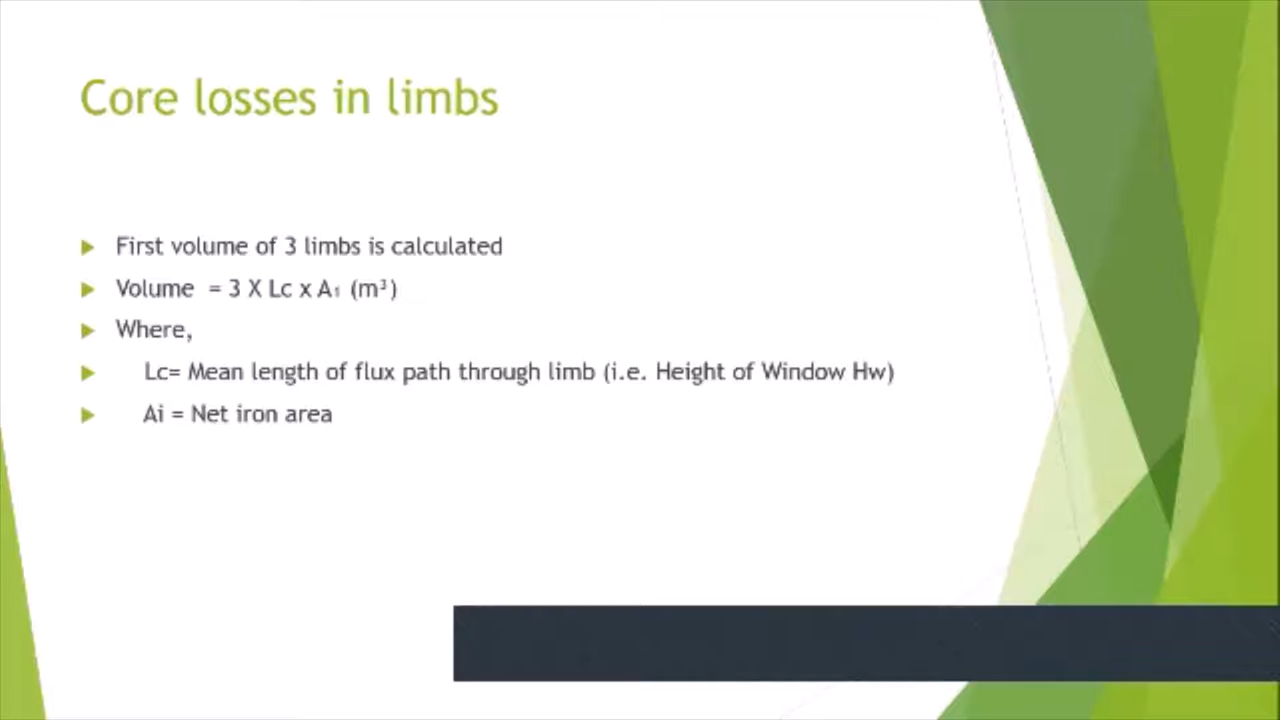 Core losses in limbs
First volume of 3 limbs is calculated
Volume = 3 X Lc x A₁ (m³)
Where,
Lc= Mean length of flux path through limb (i.e. Height of Window Hw)
Ai = Net iron area